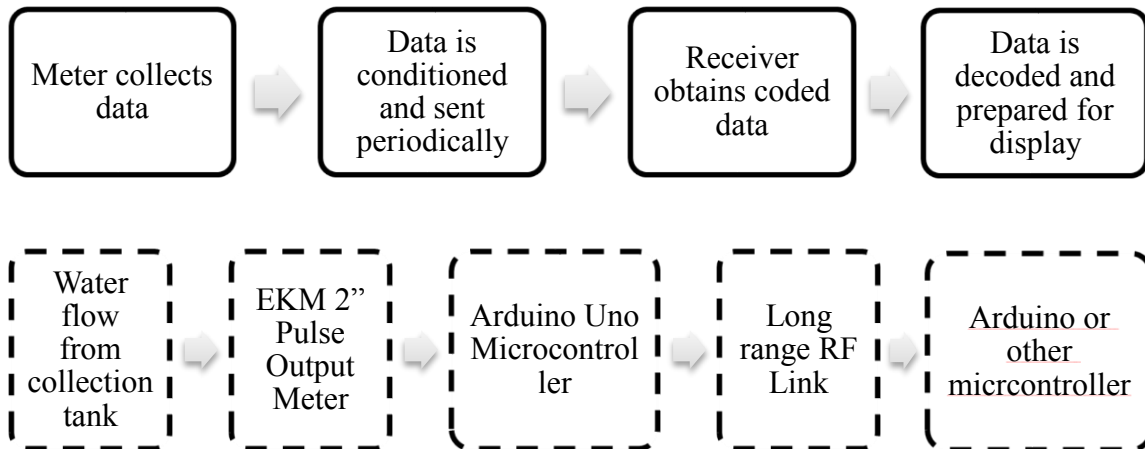 Meter collects
data
Data is
conditioned
and sent
periodically
Receiver
obtains coded
data
Data is
decoded and
prepared for
display
Water
flow
from
collection
tank
EKM 2”
Pulse
Output
Meter
Arduino Uno
Microcontrol
ler
Long
range RF
Link
Arduino or
other
micrcontroller